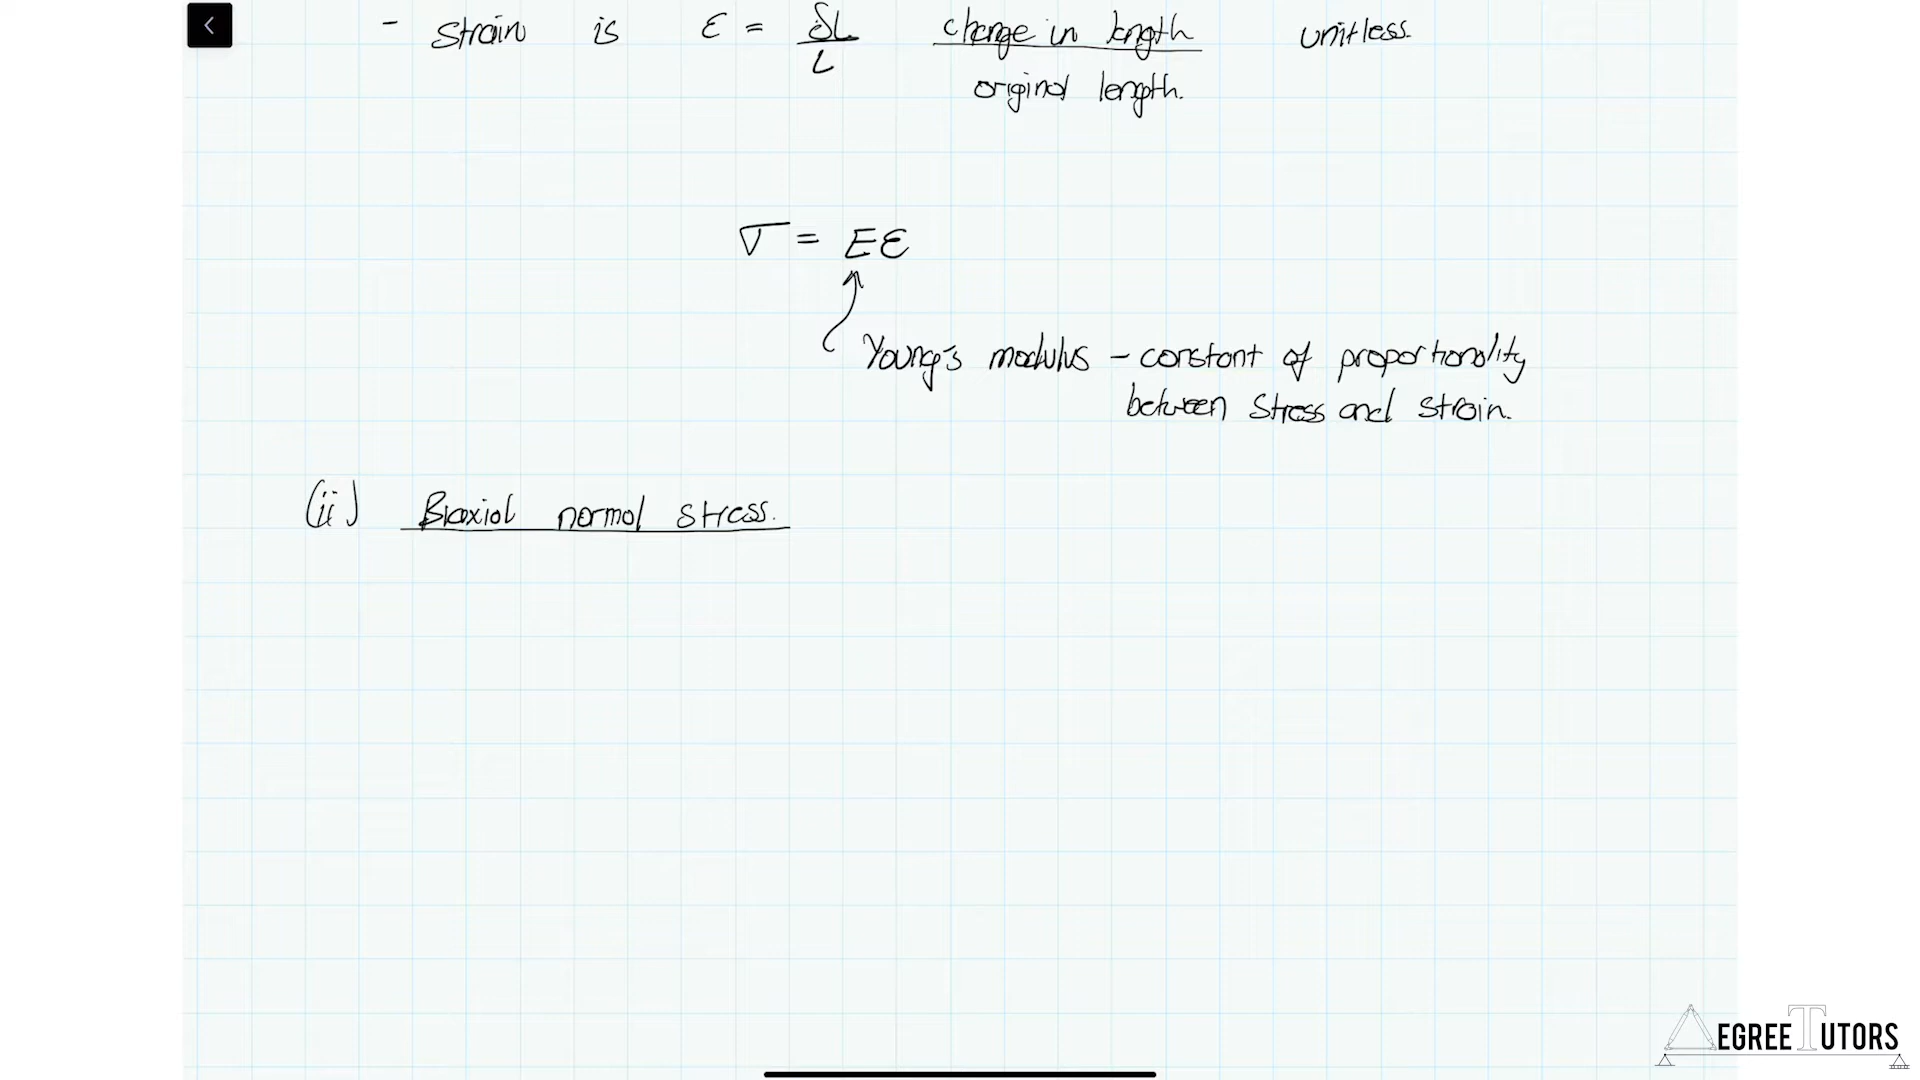 - strain is ε = δL / L change in length / original length. unitless.
σ = Eε
Young's modulus – constant of proportionality
between stress and strain.
(ii) Biaxial normal stress.
DEGREE TUTORS